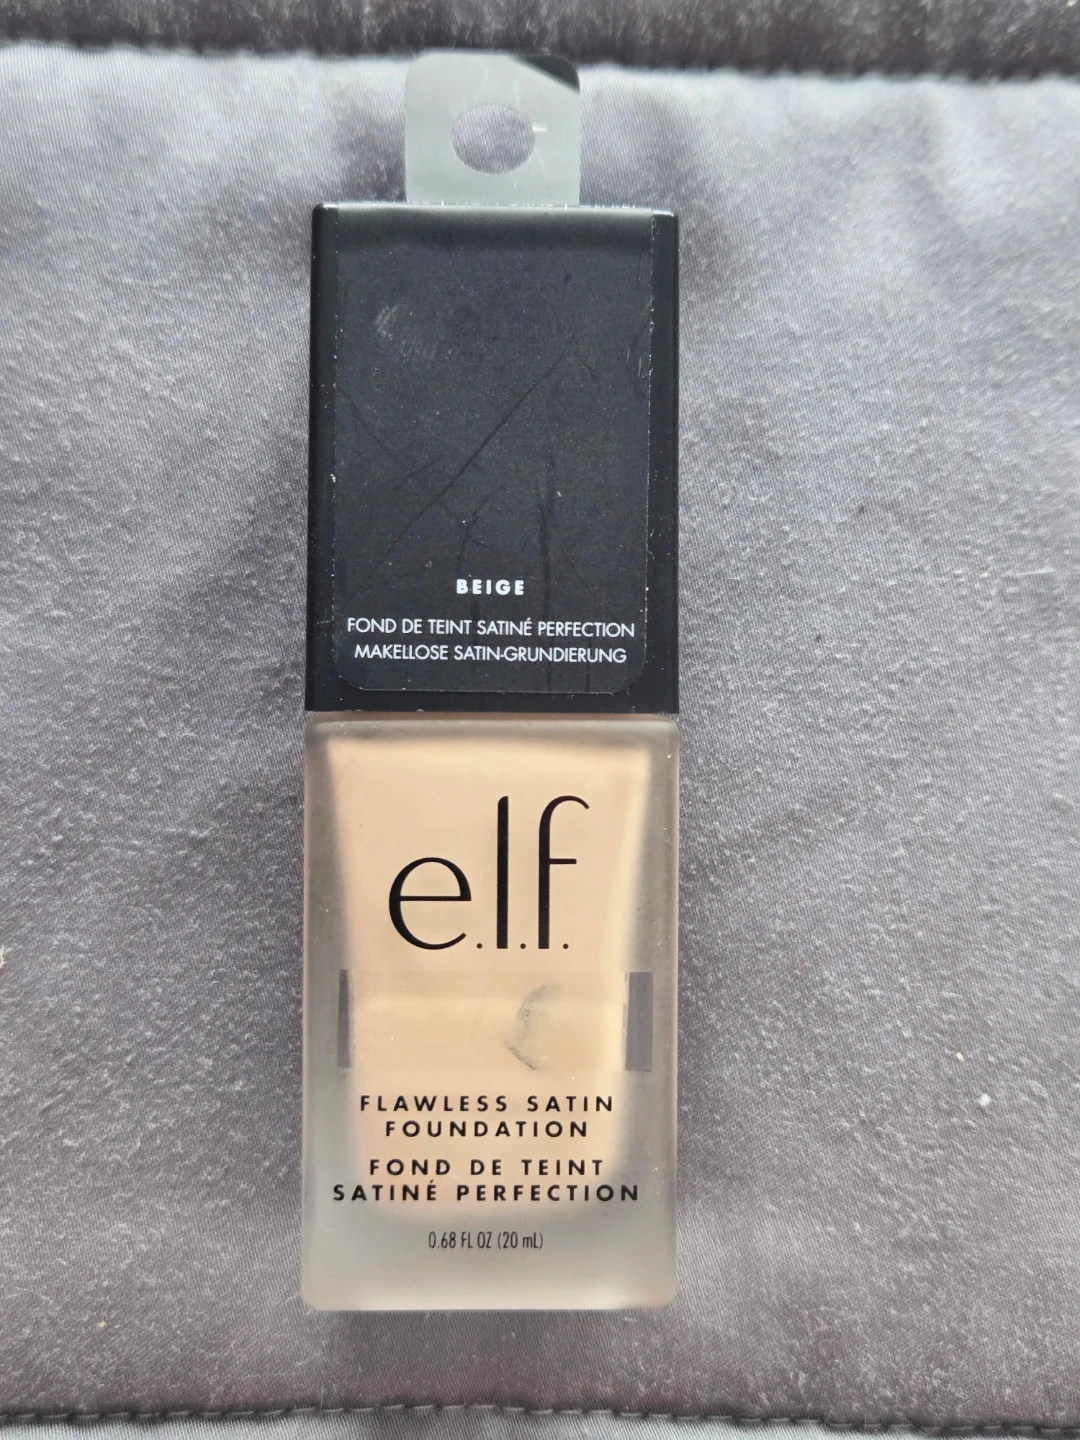 BEIGE
FOND DE TEINT SATINÉ PERFECTION
MAKELLOSE SATIN-GRUNDIERUNG
e.l.f.
FLAWLESS SATIN
FOUNDATION
FOND DE TEINT
SATINÉ PERFECTION
0.68 FL OZ (20 mL)